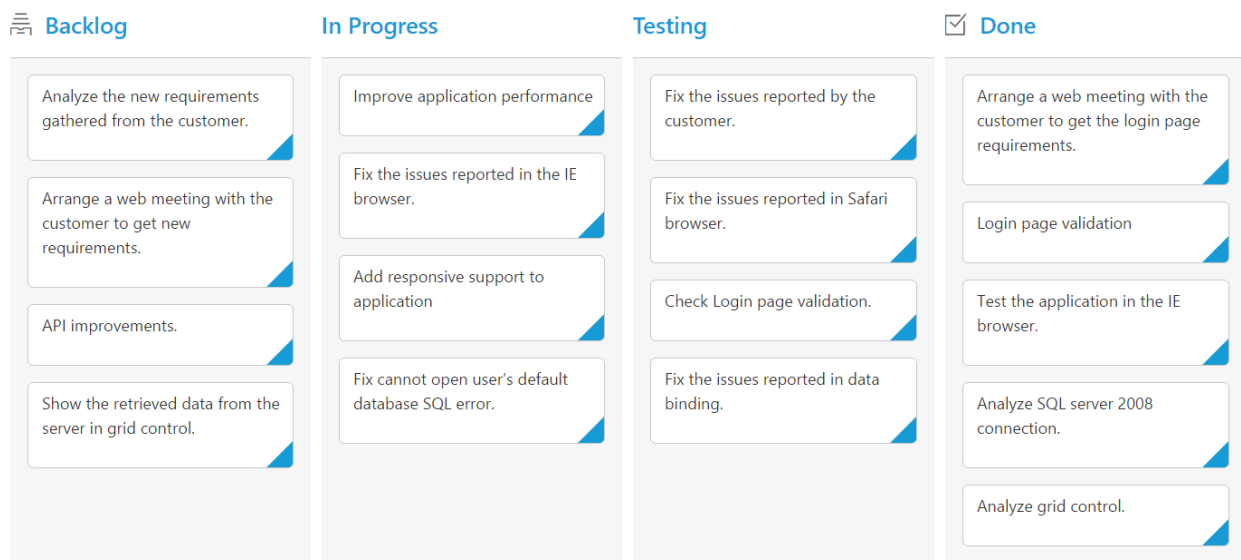 Backlog
Analyze the new requirements
gathered from the customer.
Arrange a web meeting with the
customer to get new
requirements.
API improvements.
Show the retrieved data from the
server in grid control.
In Progress
Improve application performance
Fix the issues reported in the IE
browser.
Add responsive support to
application
Fix cannot open user's default
database SQL error.
Testing
Fix the issues reported by the
customer.
Fix the issues reported in Safari
browser.
Check Login page validation.
Fix the issues reported in data
binding.
Done
Arrange a web meeting with the
customer to get the login page
requirements.
Login page validation
Test the application in the IE
browser.
Analyze SQL server 2008
connection.
Analyze grid control.